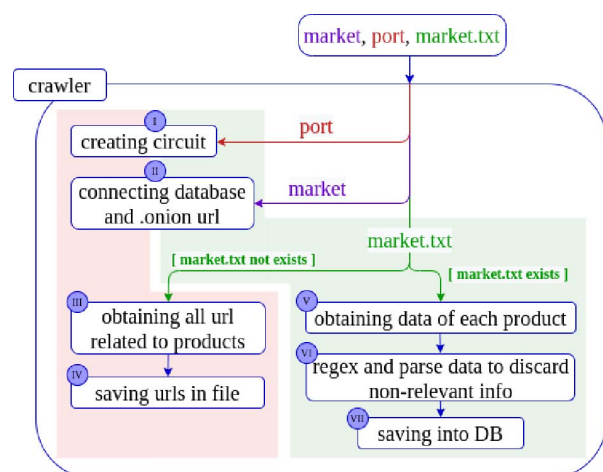 market, port, market.txt
crawler
I
creating circuit
port
II
connecting database
and .onion url
market
market.txt
[ market.txt not exists ]
[ market.txt exists ]
III
obtaining all url
related to products
IV
saving urls in file
V
obtaining data of each product
VI
regex and parse data to discard
non-relevant info
VII
saving into DB